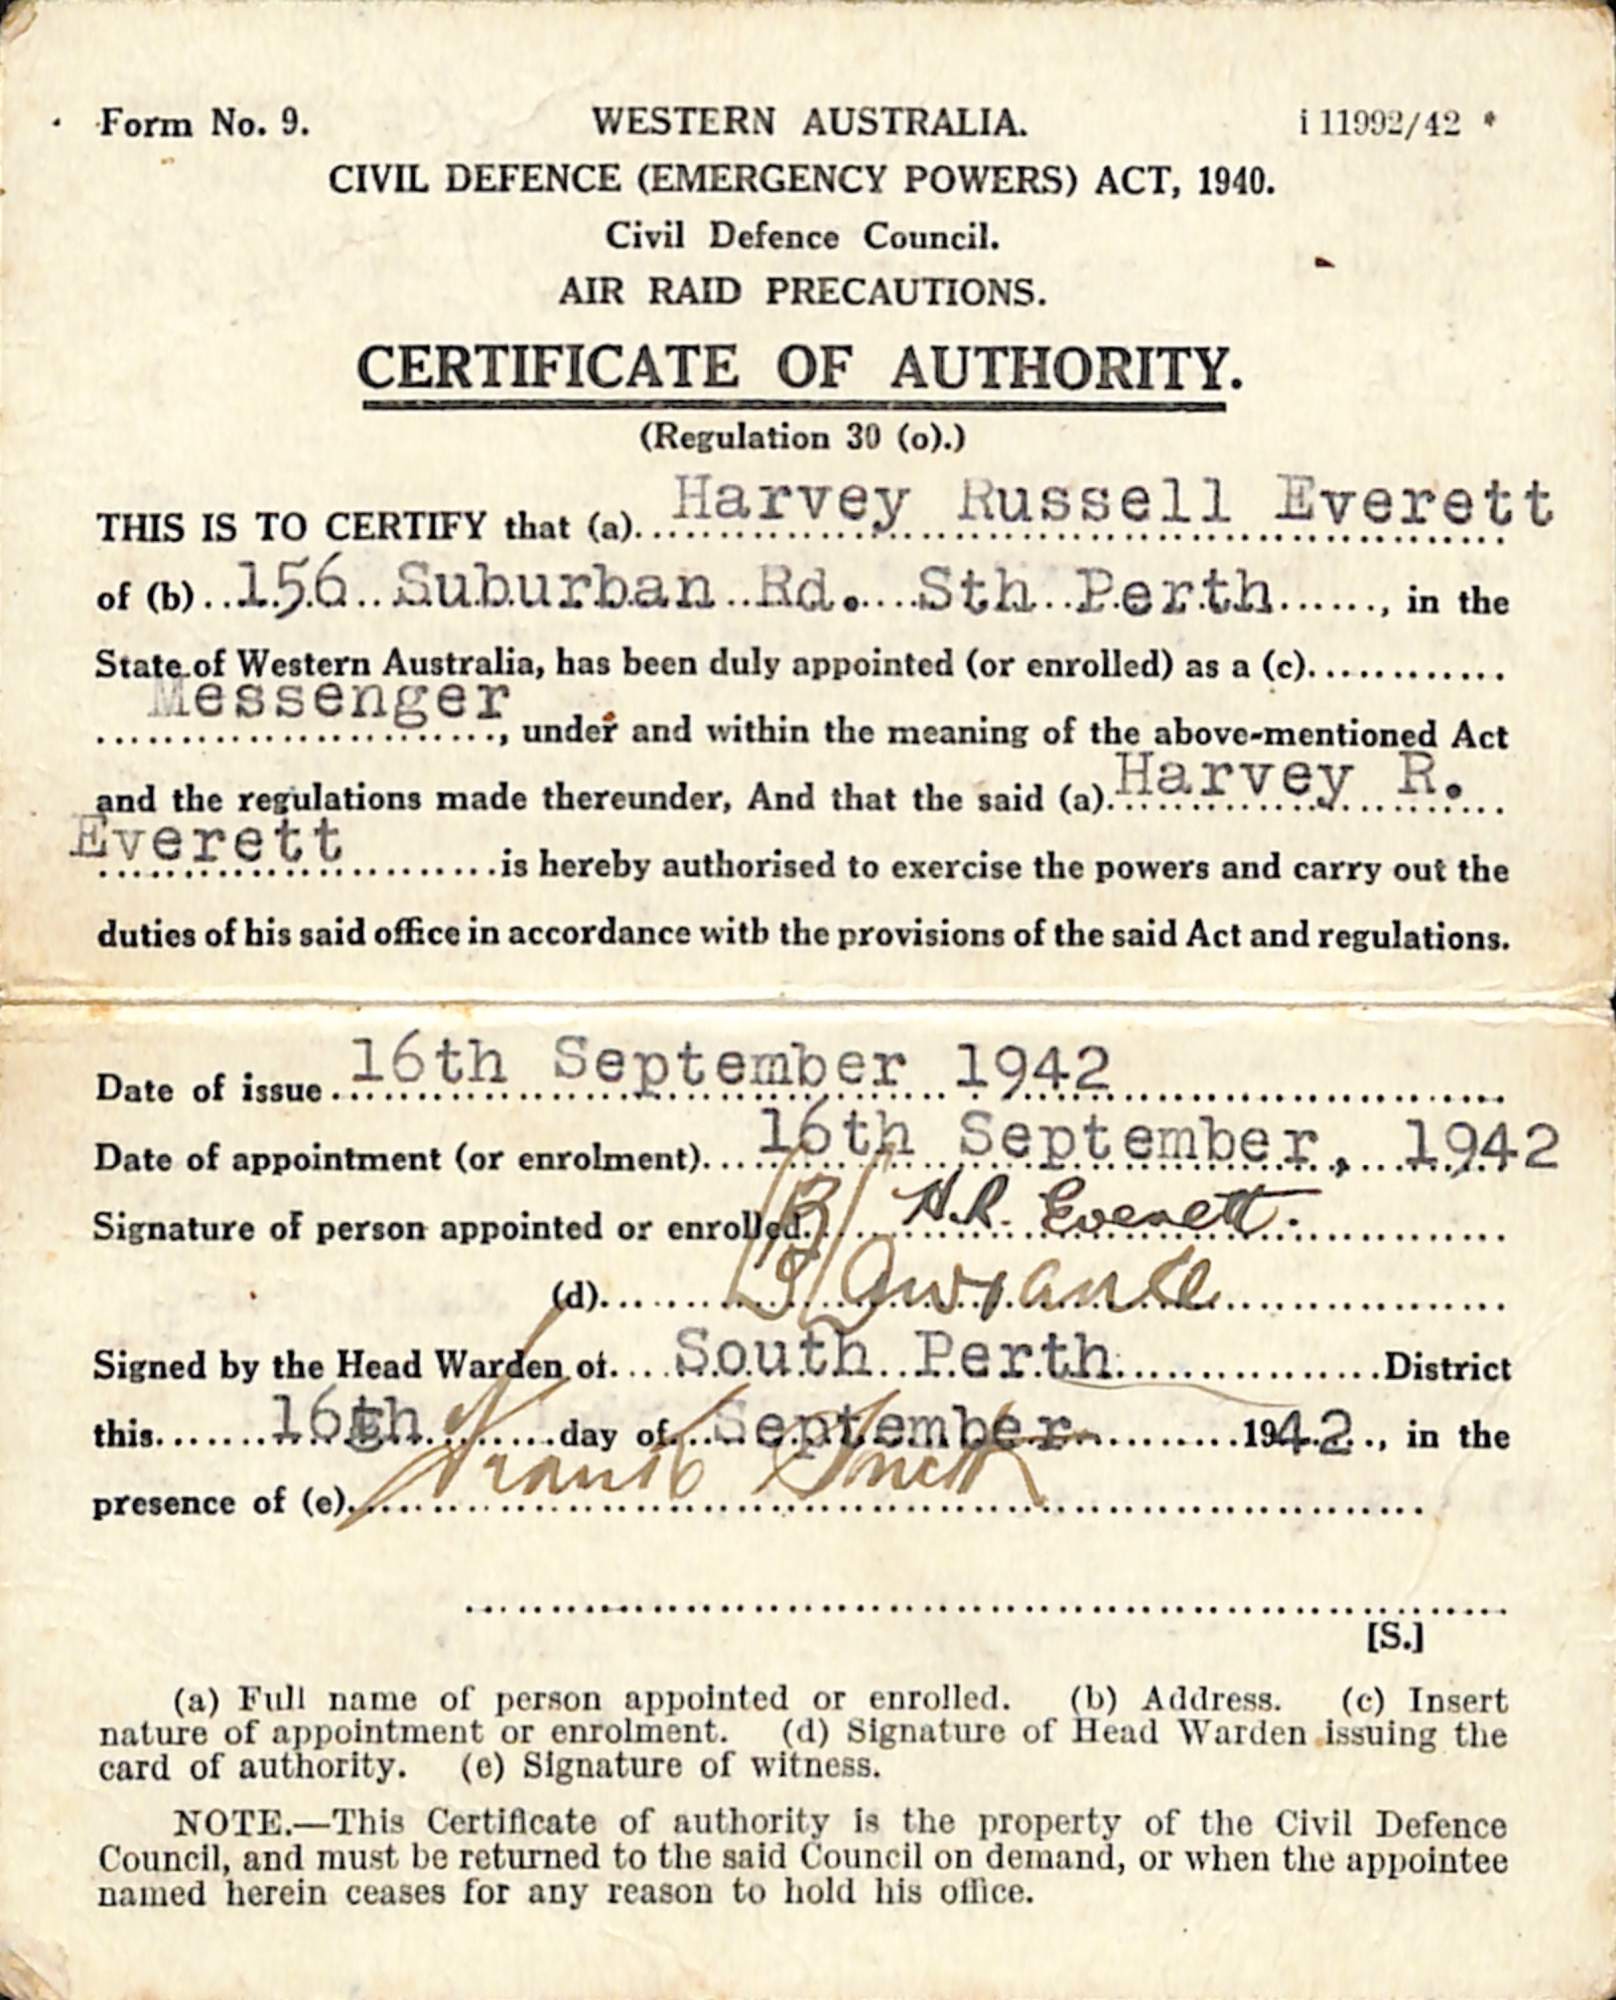 Form No. 9. WESTERN AUSTRALIA. i 11992/42 *
CIVIL DEFENCE (EMERGENCY POWERS) ACT, 1940.
Civil Defence Council.
AIR RAID PRECAUTIONS.
CERTIFICATE OF AUTHORITY.
(Regulation 30 (o).)
THIS IS TO CERTIFY that (a) Harvey Russell Everett
of (b) 156 Suburban Rd. Sth Perth, in the
State of Western Australia, has been duly appointed (or enrolled) as a (c)
Messenger, under and within the meaning of the above-mentioned Act
and the regulations made thereunder, And that the said (a) Harvey R.
Everett is hereby authorised to exercise the powers and carry out the
duties of his said office in accordance with the provisions of the said Act and regulations.
Date of issue 16th September 1942
Date of appointment (or enrolment) 16th September, 1942
Signature of person appointed or enrolled. H.R. Everett.
(d)
Signed by the Head Warden of South Perth District
this 16th day of September 1942, in the
presence of (e) Smith
[S.]
(a) Full name of person appointed or enrolled. (b) Address. (c) Insert
nature of appointment or enrolment. (d) Signature of Head Warden issuing the
card of authority. (e) Signature of witness.
NOTE.—This Certificate of authority is the property of the Civil Defence
Council, and must be returned to the said Council on demand, or when the appointee
named herein ceases for any reason to hold his office.